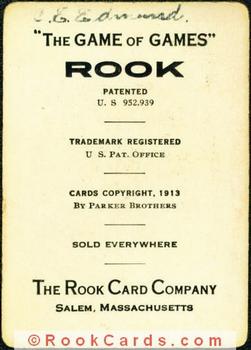 "THE GAME OF GAMES"
ROOK
PATENTED
U. S 952.939
TRADEMARK REGISTERED
U S. PAT. OFFICE
CARDS COPYRIGHT, 1913
BY PARKER BROTHERS
SOLD EVERYWHERE
THE ROOK CARD COMPANY
SALEM, MASSACHUSETTS
©RookCards.com